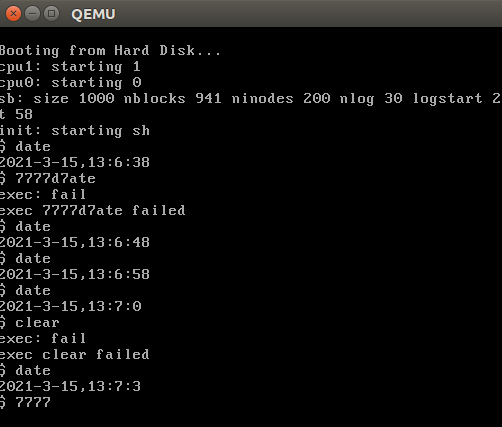 QEMU
Booting from Hard Disk...
cpu1: starting 1
cpu0: starting 0
sb: size 1000 nblocks 941 ninodes 200 nlog 30 logstart 2
t 58
init: starting sh
$ date
2021-3-15,13:6:38
$ 7777d7ate
exec: fail
exec 7777d7ate failed
$ date
2021-3-15,13:6:48
$ date
2021-3-15,13:6:58
$ date
2021-3-15,13:7:0
$ clear
exec: fail
exec clear failed
$ date
2021-3-15,13:7:3
$ 7777